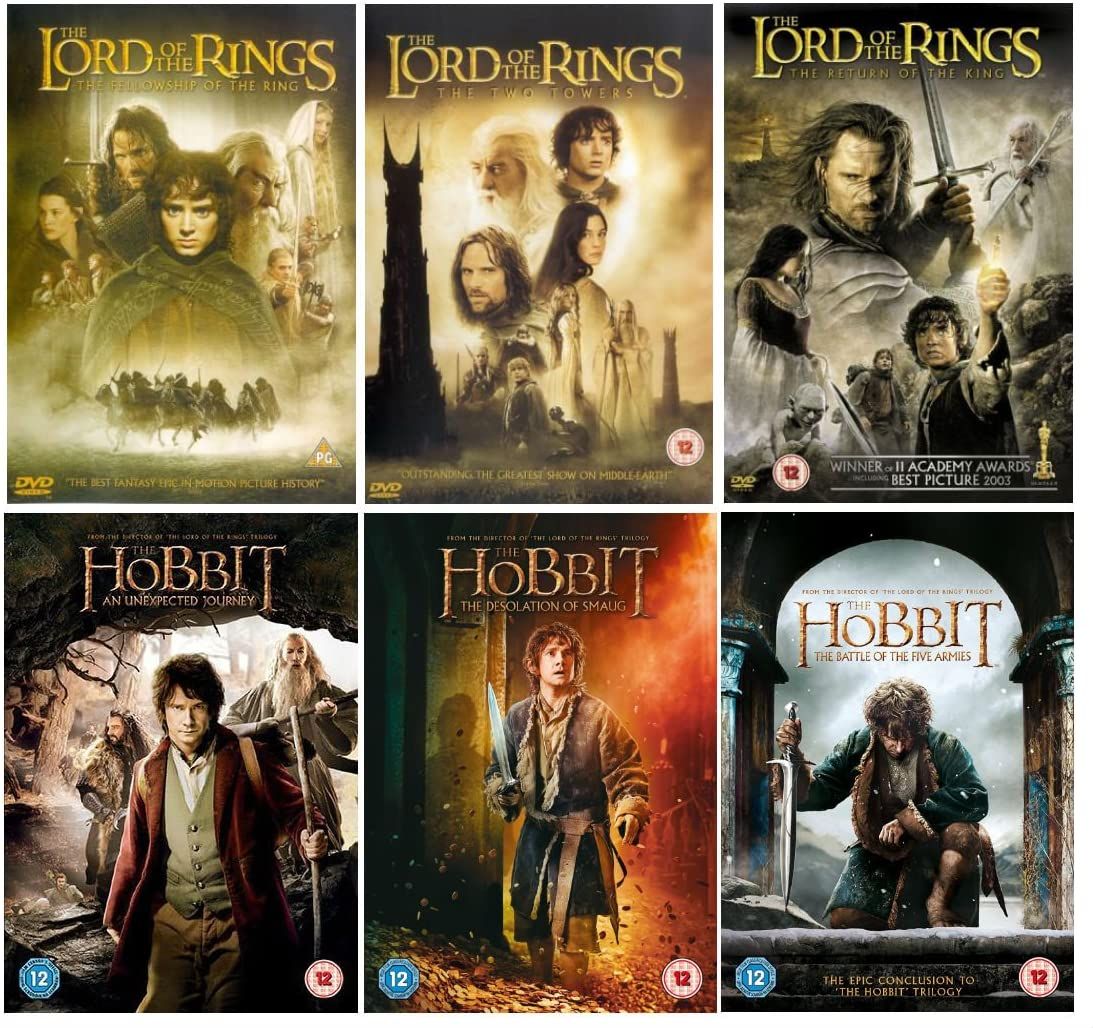 THE
LORD OF THE RINGS
THE FELLOWSHIP OF THE RING
PG
DVD
VIDEO
"THE BEST FANTASY EPIC IN MOTION PICTURE HISTORY"
THE
LORD OF THE RINGS
THE TWO TOWERS
12
"OUTSTANDING. THE GREATEST SHOW ON MIDDLE-EARTH"
DVD
VIDEO
THE
LORD OF THE RINGS
THE RETURN OF THE KING
12
DVD
VIDEO
WINNER OF 11 ACADEMY AWARDS
INCLUDING BEST PICTURE 2003
FROM THE DIRECTOR OF 'THE LORD OF THE RINGS' TRILOGY
THE
HOBBIT
AN UNEXPECTED JOURNEY
12
12
FROM THE DIRECTOR OF 'THE LORD OF THE RINGS' TRILOGY
THE
HOBBIT
THE DESOLATION OF SMAUG
12
12
FROM THE DIRECTOR OF 'THE LORD OF THE RINGS' TRILOGY
THE
HOBBIT
THE BATTLE OF THE FIVE ARMIES
12
THE EPIC CONCLUSION TO
'THE HOBBIT' TRILOGY
12